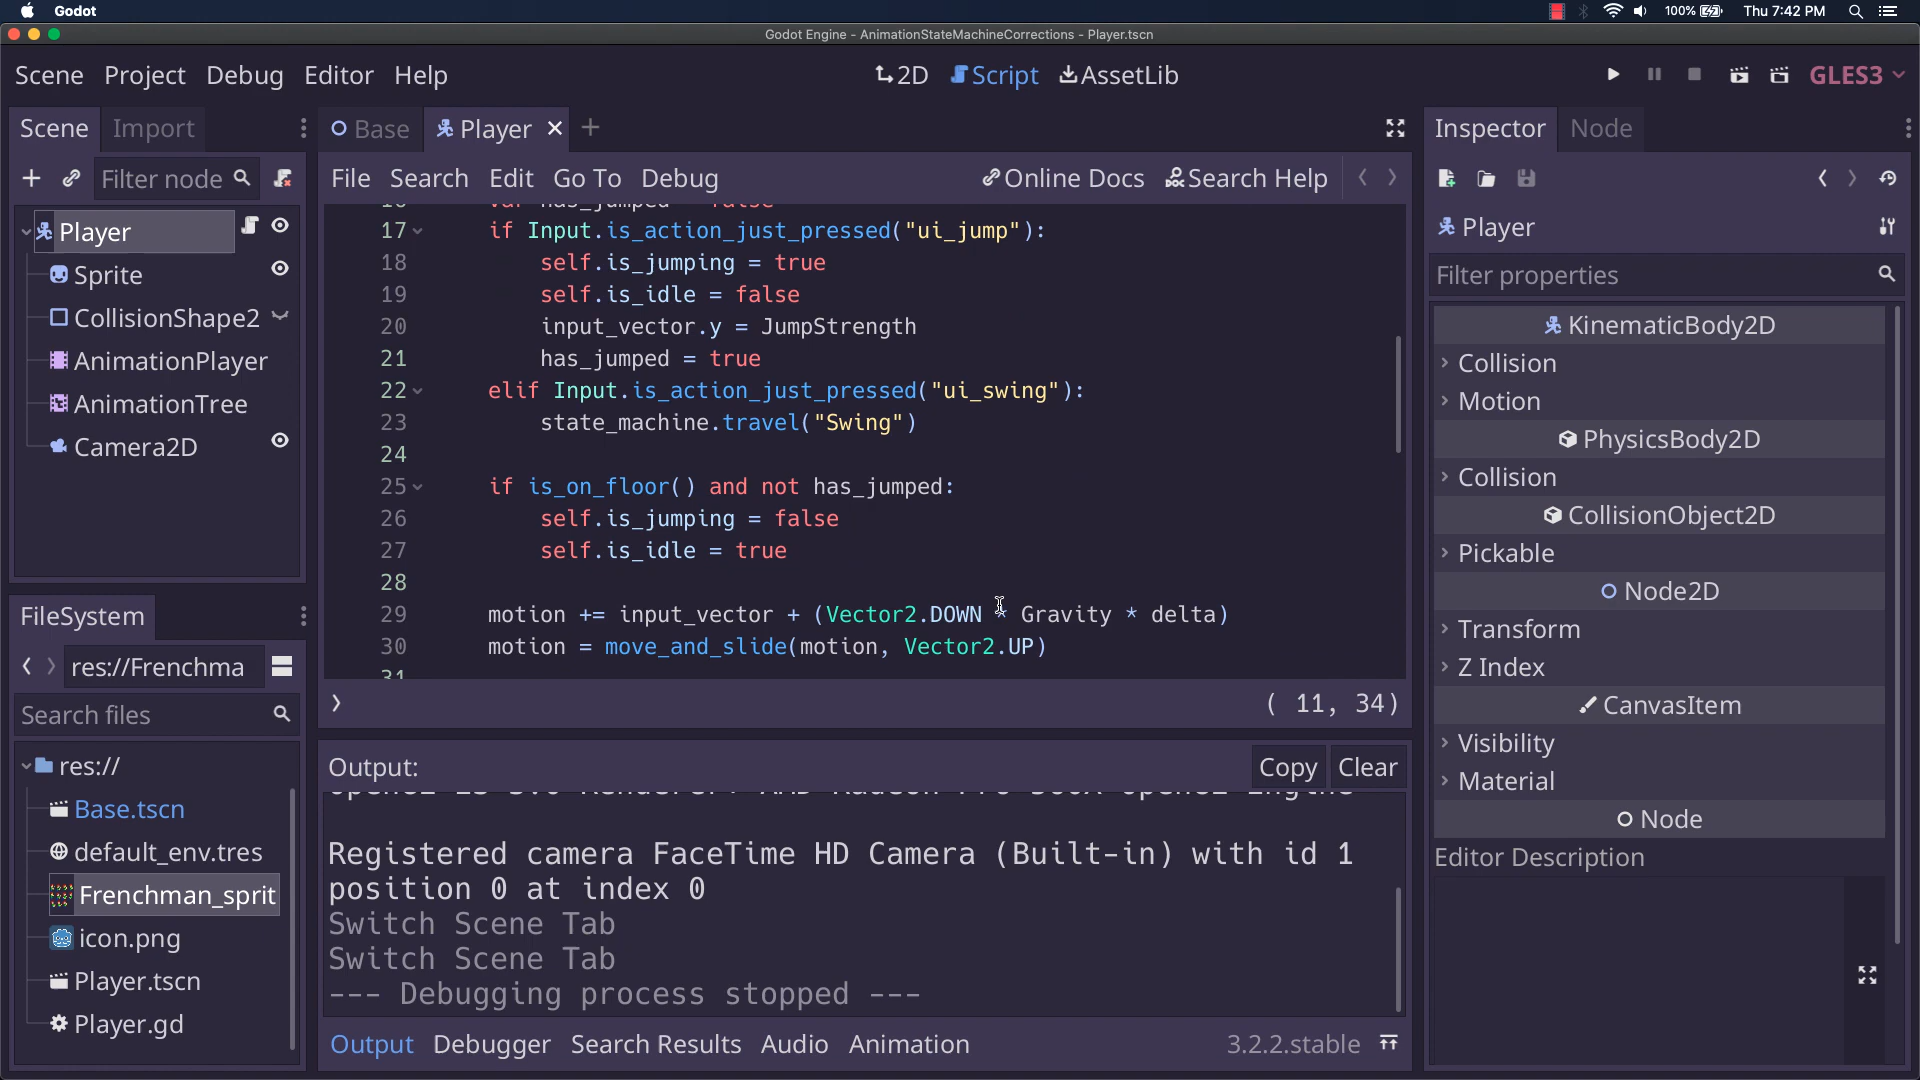 Godot
100%
Thu 7:42 PM
Godot Engine - AnimationStateMachineCorrections - Player.tscn
Scene Project Debug Editor Help
2D Script AssetLib
GLES3
Scene Import
Filter node
Player
Sprite
CollisionShape2
AnimationPlayer
AnimationTree
Camera2D
FileSystem
res://Frenchma
Search files
res://
Base.tscn
default_env.tres
Frenchman_sprit
icon.png
Player.tscn
Player.gd
Base Player
File Search Edit Go To Debug
Online Docs Search Help
16 var has_jumped = false
17 if Input.is_action_just_pressed("ui_jump"):
18 self.is_jumping = true
19 self.is_idle = false
20 input_vector.y = JumpStrength
21 has_jumped = true
22 elif Input.is_action_just_pressed("ui_swing"):
23 state_machine.travel("Swing")
24
25 if is_on_floor() and not has_jumped:
26 self.is_jumping = false
27 self.is_idle = true
28
29 motion += input_vector + (Vector2.DOWN * Gravity * delta)
30 motion = move_and_slide(motion, Vector2.UP)
31
( 11, 34)
Output:
Copy Clear
Registered camera FaceTime HD Camera (Built-in) with id 1
position 0 at index 0
Switch Scene Tab
Switch Scene Tab
--- Debugging process stopped ---
Output Debugger Search Results Audio Animation
3.2.2.stable
Inspector Node
Player
Filter properties
KinematicBody2D
Collision
Motion
PhysicsBody2D
Collision
CollisionObject2D
Pickable
Node2D
Transform
Z Index
CanvasItem
Visibility
Material
Node
Editor Description